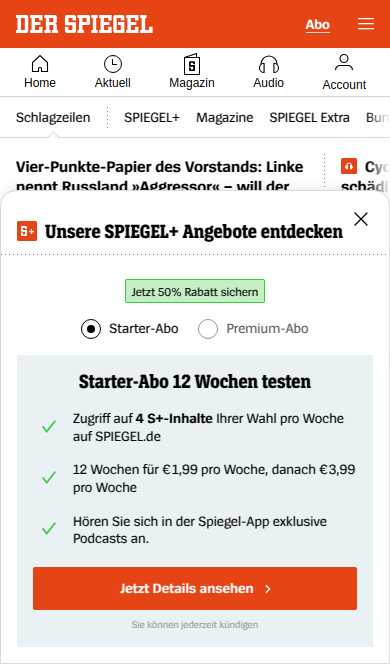 DER SPIEGEL
Abo
Home
Aktuell
Magazin
Audio
Account
Schlagzeilen
SPIEGEL+
Magazine
SPIEGEL Extra
Vier-Punkte-Papier des Vorstands: Linke
nennt Russland »Aggressor« – will der
Unsere SPIEGEL+ Angebote entdecken
Jetzt 50% Rabatt sichern
Starter-Abo
Premium-Abo
Starter-Abo 12 Wochen testen
Zugriff auf 4 S+-Inhalte Ihrer Wahl pro Woche
auf SPIEGEL.de
12 Wochen für €1,99 pro Woche, danach €3,99
pro Woche
Hören Sie sich in der Spiegel-App exklusive
Podcasts an.
Jetzt Details ansehen
Sie können jederzeit kündigen